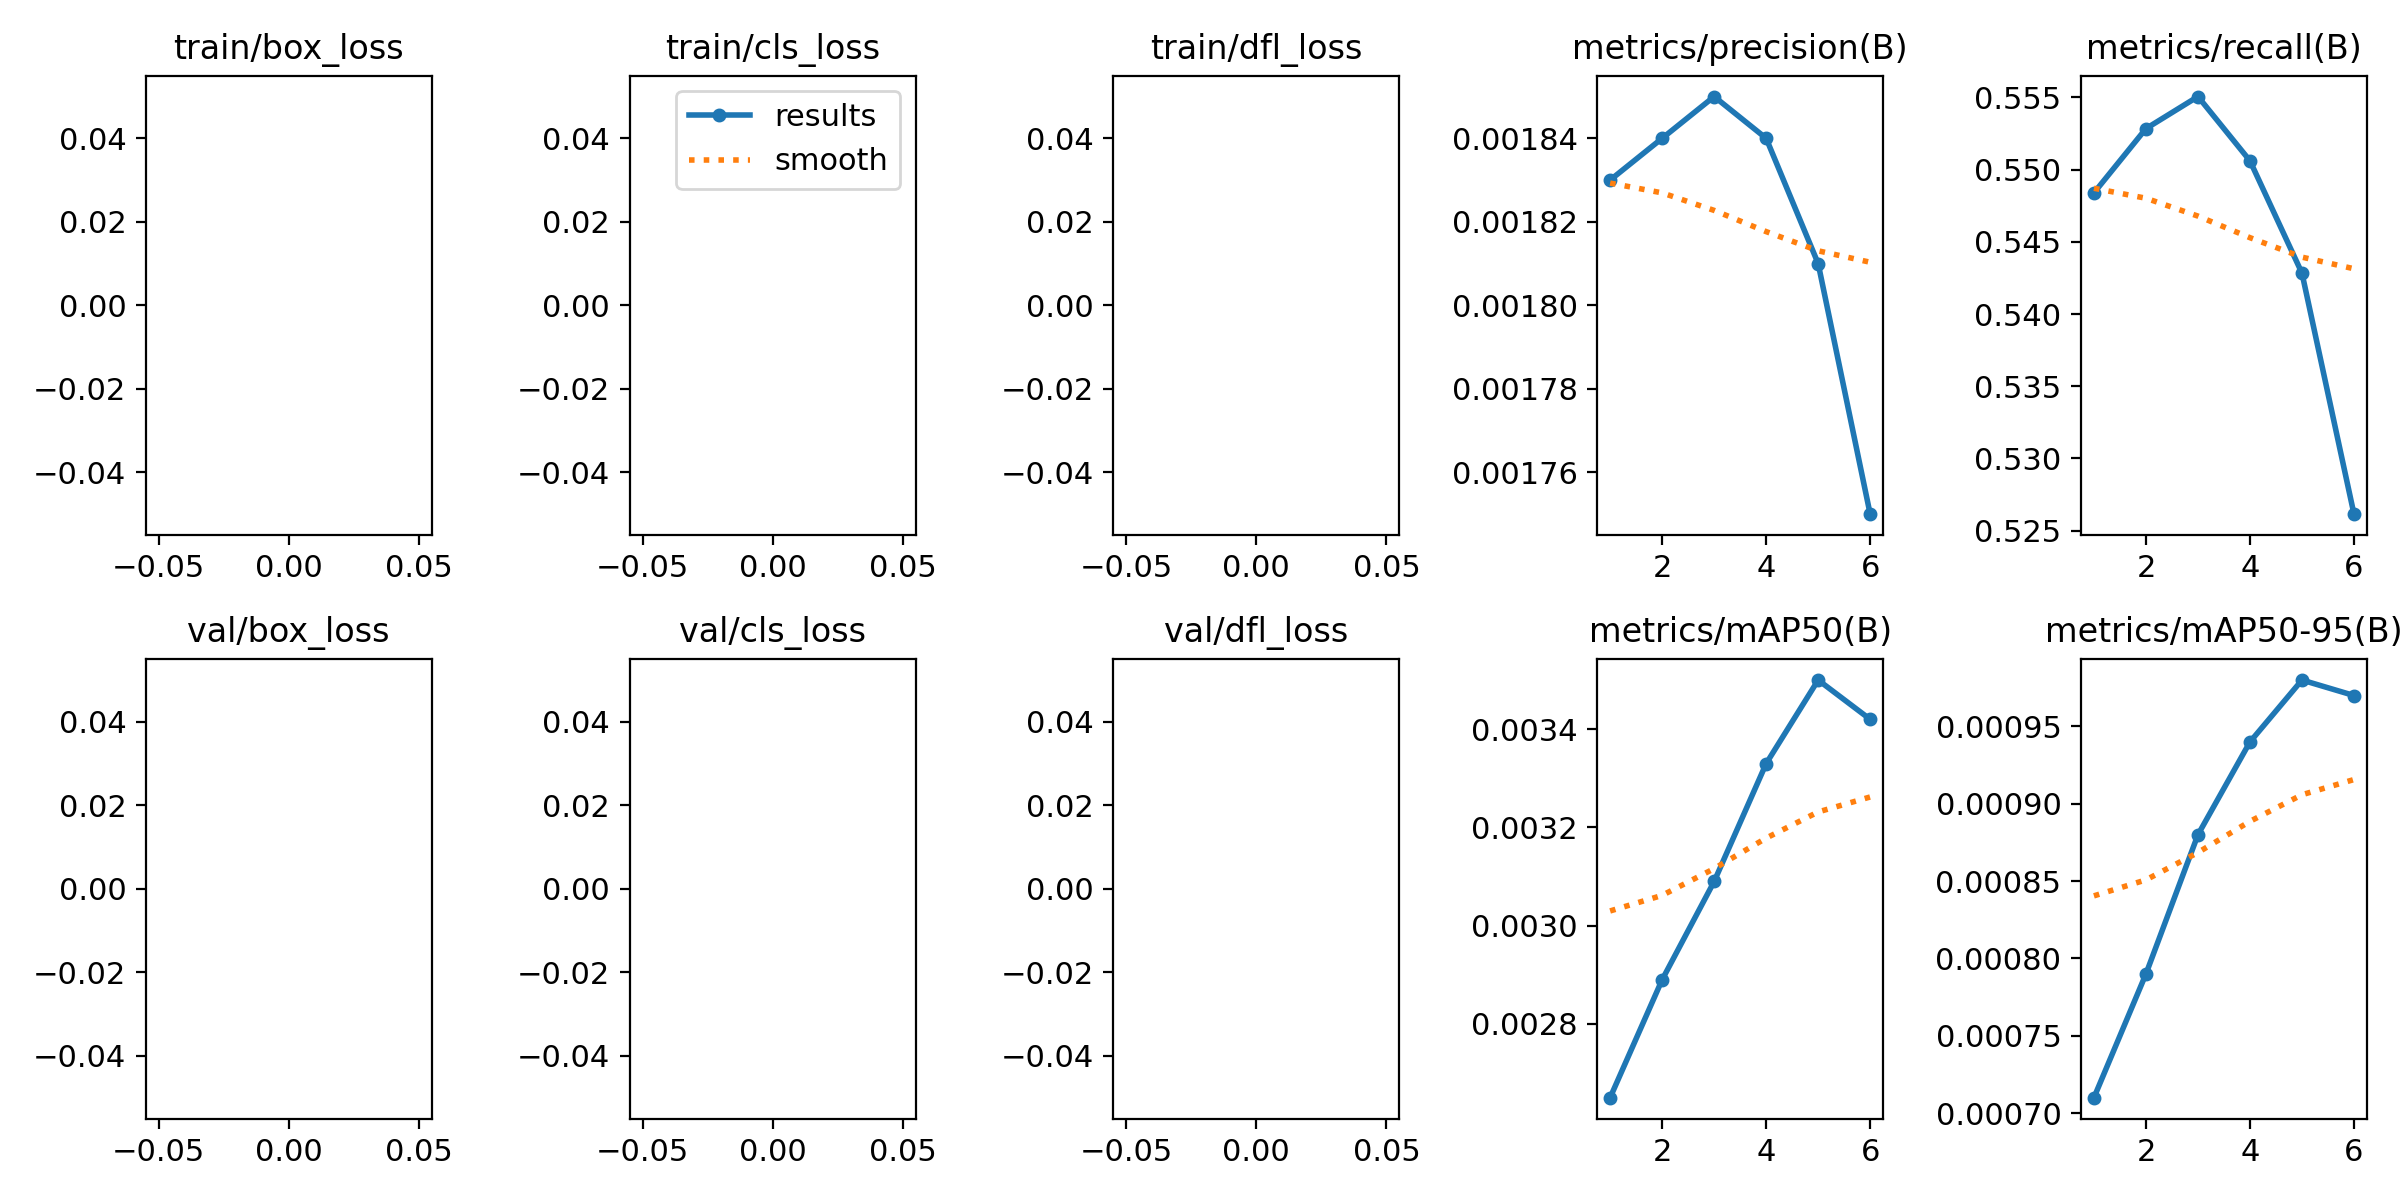 train/box_loss
train/cls_loss
train/dfl_loss
metrics/precision(B)
metrics/recall(B)
0.04
0.02
0.00
−0.02
−0.04
−0.05 0.00 0.05
results
smooth
0.04
0.02
0.00
−0.02
−0.04
−0.05 0.00 0.05
0.04
0.02
0.00
−0.02
−0.04
−0.05 0.00 0.05
0.00184
0.00182
0.00180
0.00178
0.00176
2 4 6
0.555
0.550
0.545
0.540
0.535
0.530
0.525
2 4 6
val/box_loss
val/cls_loss
val/dfl_loss
metrics/mAP50(B)
metrics/mAP50-95(B)
0.04
0.02
0.00
−0.02
−0.04
−0.05 0.00 0.05
0.04
0.02
0.00
−0.02
−0.04
−0.05 0.00 0.05
0.04
0.02
0.00
−0.02
−0.04
−0.05 0.00 0.05
0.0034
0.0032
0.0030
0.0028
2 4 6
0.00095
0.00090
0.00085
0.00080
0.00075
0.00070
2 4 6